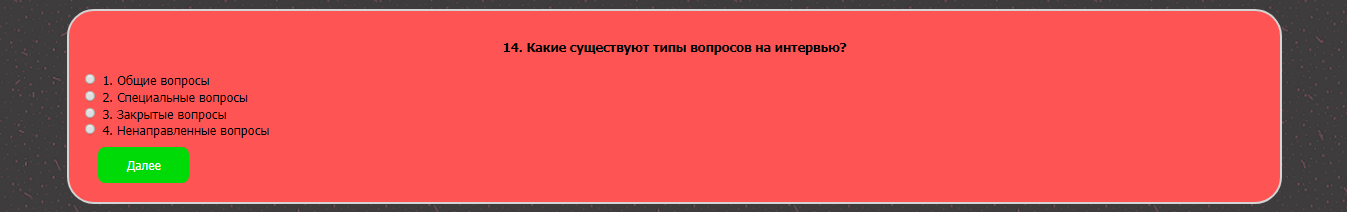 14. Какие существуют типы вопросов на интервью?
1. Общие вопросы
2. Специальные вопросы
3. Закрытые вопросы
4. Ненаправленные вопросы
Далее